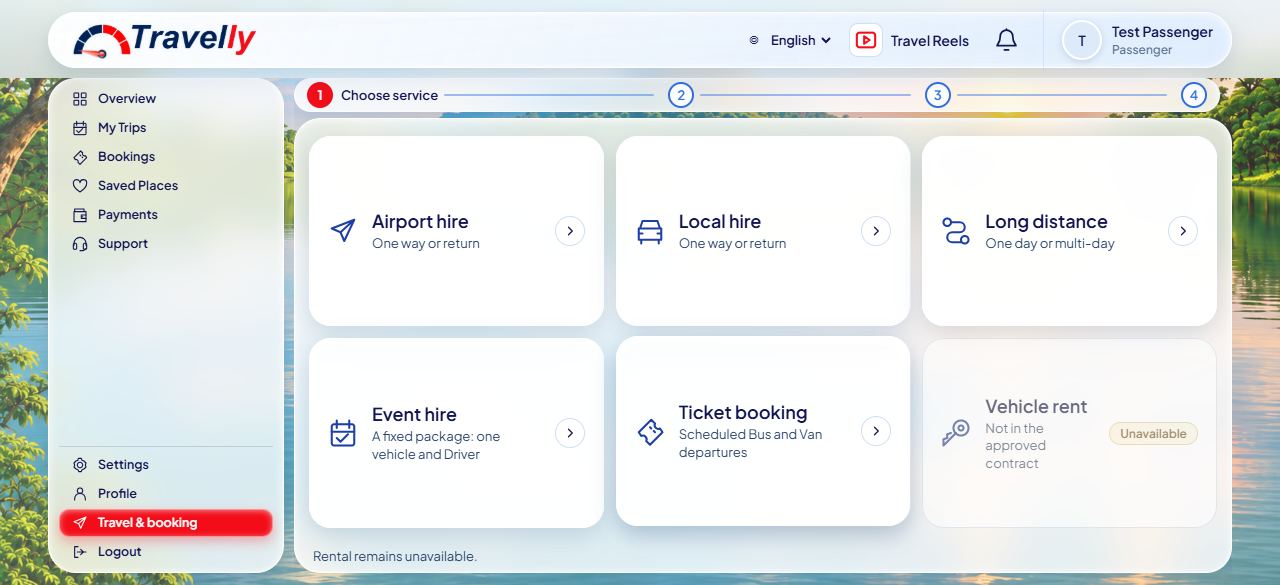 Travelly
English
Travel Reels
T
Test Passenger
Passenger
Overview
My Trips
Bookings
Saved Places
Payments
Support
Settings
Profile
Travel & booking
Logout
1 Choose service 2 3 4
Airport hire
One way or return
Local hire
One way or return
Long distance
One day or multi-day
Event hire
A fixed package: one
vehicle and Driver
Ticket booking
Scheduled Bus and Van
departures
Vehicle rent
Not in the
approved
contract
Unavailable
Rental remains unavailable.